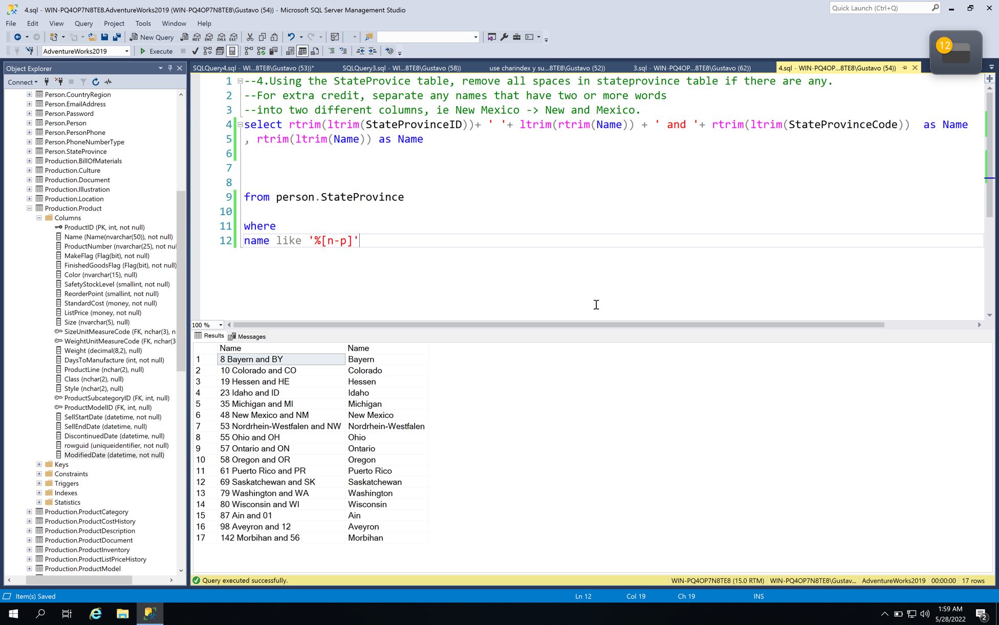 4.sql - WIN-PQ4OP7N8TE8.AdventureWorks2019 (WIN-PQ4OP7N8TE8\Gustavo (54)) - Microsoft SQL Server Management Studio
Quick Launch (Ctrl+Q)
File Edit View Query Project Tools Window Help
New Query
MDX DMX XMLA DAX
AdventureWorks2019
Execute
12
Object Explorer
Connect
Person.CountryRegion
Person.EmailAddress
Person.Password
Person.Person
Person.PersonPhone
Person.PhoneNumberType
Person.StateProvince
Production.BillOfMaterials
Production.Culture
Production.Document
Production.Illustration
Production.Location
Production.Product
Columns
ProductID (PK, int, not null)
Name (Name(nvarchar(50)), not null)
ProductNumber (nvarchar(25), not nul
MakeFlag (Flag(bit), not null)
FinishedGoodsFlag (Flag(bit), not null)
Color (nvarchar(15), null)
SafetyStockLevel (smallint, not null)
ReorderPoint (smallint, not null)
StandardCost (money, not null)
ListPrice (money, not null)
Size (nvarchar(5), null)
SizeUnitMeasureCode (FK, nchar(3), n
WeightUnitMeasureCode (FK, nchar(3
Weight (decimal(8,2), null)
DaysToManufacture (int, not null)
ProductLine (nchar(2), null)
Class (nchar(2), null)
Style (nchar(2), null)
ProductSubcategoryID (FK, int, null)
ProductModelID (FK, int, null)
SellStartDate (datetime, not null)
SellEndDate (datetime, null)
DiscontinuedDate (datetime, null)
rowguid (uniqueidentifier, not null)
ModifiedDate (datetime, not null)
Keys
Constraints
Triggers
Indexes
Statistics
Production.ProductCategory
Production.ProductCostHistory
Production.ProductDescription
Production.ProductDocument
Production.ProductInventory
Production.ProductListPriceHistory
Production.ProductModel
SQLQuery4.sql - WI...8TE8\Gustavo (53))* SQLQuery3.sql - WI...8TE8\Gustavo (58)) use charindex y su...8TE8\Gustavo (52)) 3.sql - WIN-PQ4OP...8TE8\Gustavo (62)) 4.sql - WIN-PQ4OP...8TE8\Gustavo (54))
1 --4.Using the StateProvice table, remove all spaces in stateprovince table if there are any.
2 --For extra credit, separate any names that have two or more words
3 --into two different columns, ie New Mexico -> New and Mexico.
4 select rtrim(ltrim(StateProvinceID))+ ' '+ ltrim(rtrim(Name)) + ' and '+ rtrim(ltrim(StateProvinceCode)) as Name
5 , rtrim(ltrim(Name)) as Name
6
7
8
9 from person.StateProvince
10
11 where
12 name like '%[n-p]'
100 %
Results Messages
Name Name
1 8 Bayern and BY Bayern
2 10 Colorado and CO Colorado
3 19 Hessen and HE Hessen
4 23 Idaho and ID Idaho
5 35 Michigan and MI Michigan
6 48 New Mexico and NM New Mexico
7 53 Nordrhein-Westfalen and NW Nordrhein-Westfalen
8 55 Ohio and OH Ohio
9 57 Ontario and ON Ontario
10 58 Oregon and OR Oregon
11 61 Puerto Rico and PR Puerto Rico
12 69 Saskatchewan and SK Saskatchewan
13 79 Washington and WA Washington
14 80 Wisconsin and WI Wisconsin
15 87 Ain and 01 Ain
16 98 Aveyron and 12 Aveyron
17 142 Morbihan and 56 Morbihan
Query executed successfully. WIN-PQ4OP7N8TE8 (15.0 RTM) WIN-PQ4OP7N8TE8\Gustav... AdventureWorks2019 00:00:00 17 rows
Item(s) Saved Ln 12 Col 19 Ch 19 INS
1:59 AM
5/28/2022
2